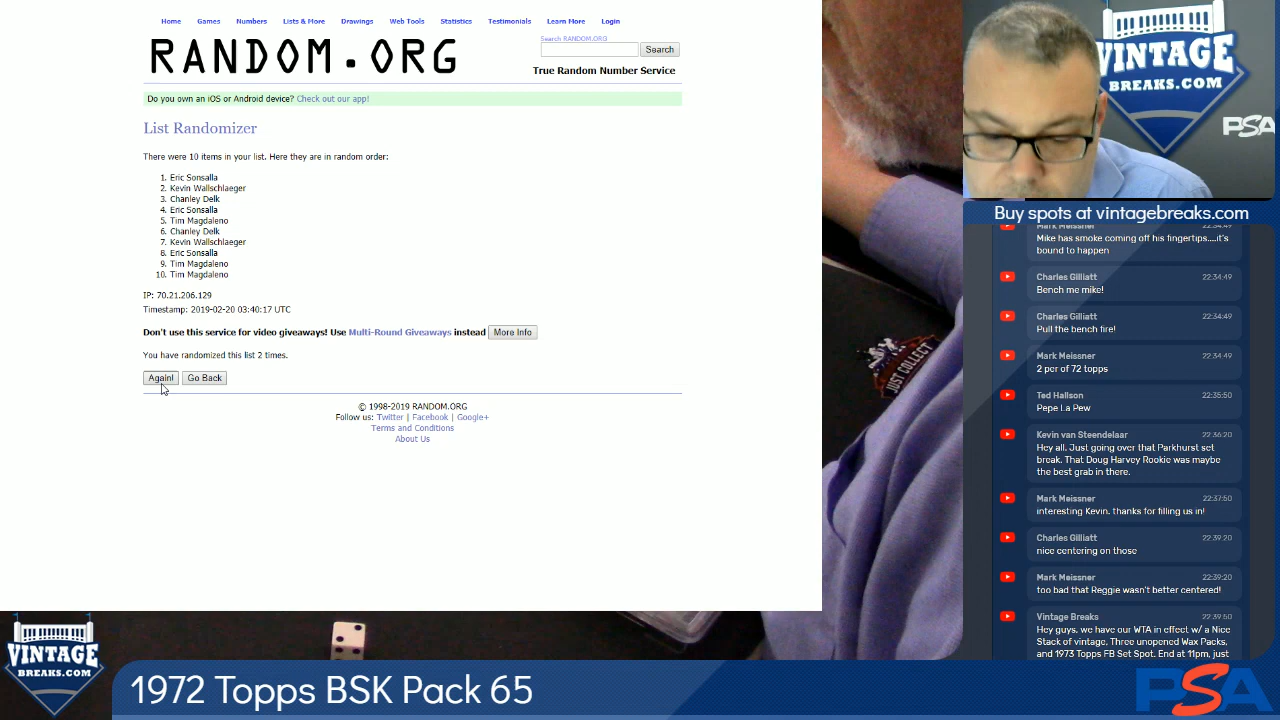 Home Games Numbers Lists & More Drawings Web Tools Statistics Testimonials Learn More Login
RANDOM.ORG
Search RANDOM.ORG
Search
True Random Number Service
Do you own an iOS or Android device? Check out our app!
List Randomizer
There were 10 items in your list. Here they are in random order:
1. Eric Sonsalla
2. Kevin Wallschlaeger
3. Chanley Delk
4. Eric Sonsalla
5. Tim Magdaleno
6. Chanley Delk
7. Kevin Wallschlaeger
8. Eric Sonsalla
9. Tim Magdaleno
10. Tim Magdaleno
IP: 70.21.206.129
Timestamp: 2019-02-20 03:40:17 UTC
Don't use this service for video giveaways! Use Multi-Round Giveaways instead More Info
You have randomized this list 2 times.
Again! Go Back
© 1998-2019 RANDOM.ORG
Follow us: Twitter | Facebook | Google+
Terms and Conditions
About Us
JUST COLLECT
VINTAGE
BREAKS.COM
PSA
Buy spots at vintagebreaks.com
Mark Meissner 22:34:49
Mike has smoke coming off his fingertips....it's
bound to happen
Charles Gilliatt 22:34:49
Bench me mike!
Charles Gilliatt 22:34:49
Pull the bench fire!
Mark Meissner 22:34:49
2 per of 72 topps
Ted Hallson 22:35:50
Pepe La Pew
Kevin van Steendelaar 22:36:20
Hey all. Just going over that Parkhurst set
break. That Doug Harvey Rookie was maybe
the best grab in there.
Mark Meissner 22:37:50
interesting Kevin. thanks for filling us in!
Charles Gilliatt 22:39:20
nice centering on those
Mark Meissner 22:39:20
too bad that Reggie wasn't better centered!
Vintage Breaks 22:39:50
Hey guys, we have our WTA in effect w/ a Nice
Stack of vintage, Three unopened Wax Packs,
and 1973 Topps FB Set Spot. End at 11pm, just
VINTAGE
BREAKS.COM
1972 Topps BSK Pack 65
PSA